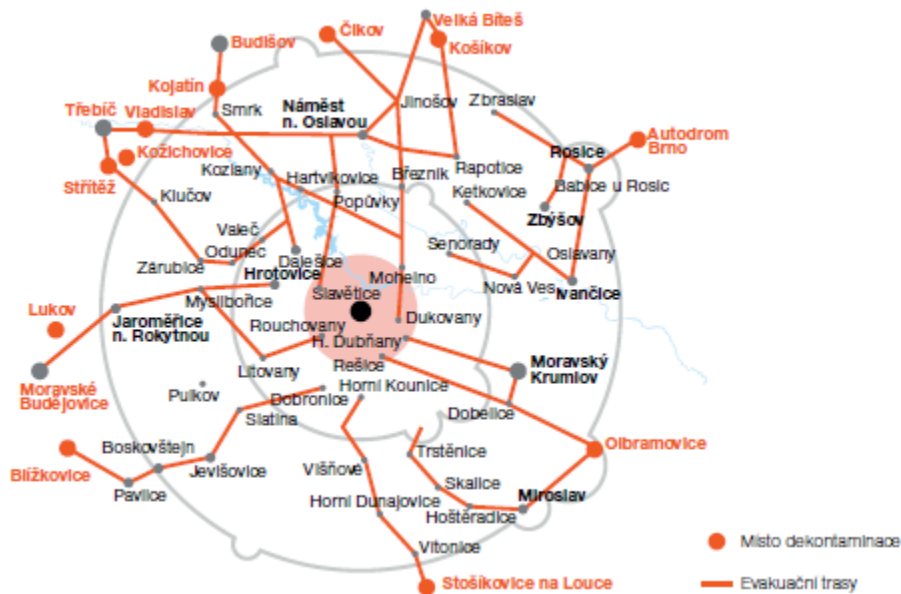 Velká Bíteš
Čikov
Budišov
Košíkov
Kojatín
Náměst
n. Oslavou
Jinošov
Zbraslav
Třebíč
Vladislav
Smrk
Autodrom
Brno
Rosice
Kožichovice
Kozlany
Hartvíkovice
Březník
Rapotice
Babice u Rosic
Střítěž
Klučov
Popůvky
Ketkovice
Zbýšov
Valeč
Senorady
Oslavany
Odunec
Zárubice
Dalešice
Hrotovice
Mohelno
Nová Ves
Ivančice
Slavětice
Myslibořice
Lukov
Jaroměřice
n. Rokytnou
Rouchovany
Dukovany
H. Dubňany
Rešice
Moravský
Krumlov
Litovany
Moravské
Budějovice
Pulkov
Horní Kounice
Dobronice
Dobelice
Slatina
Boskovštejn
Trstěnice
Olbramovice
Blížkovice
Jevišovice
Višňové
Skalice
Pavlice
Horní Dunajovice
Miroslav
Hoštěradice
Vítonice
Místo dekontaminace
Stošíkovice na Louce
Evakuační trasy